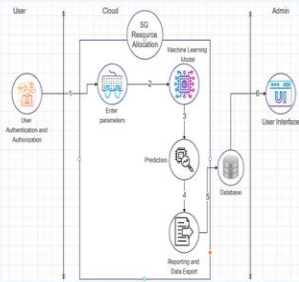 User
Cloud
Admin
5G
Resource
Allocation
Machine Learning
Model
1
2
6
Enter
parameters
User
Authentication and
Authorization
3
UI
User Interface
Prediction
Database
4
5
Reporting and
Data Export